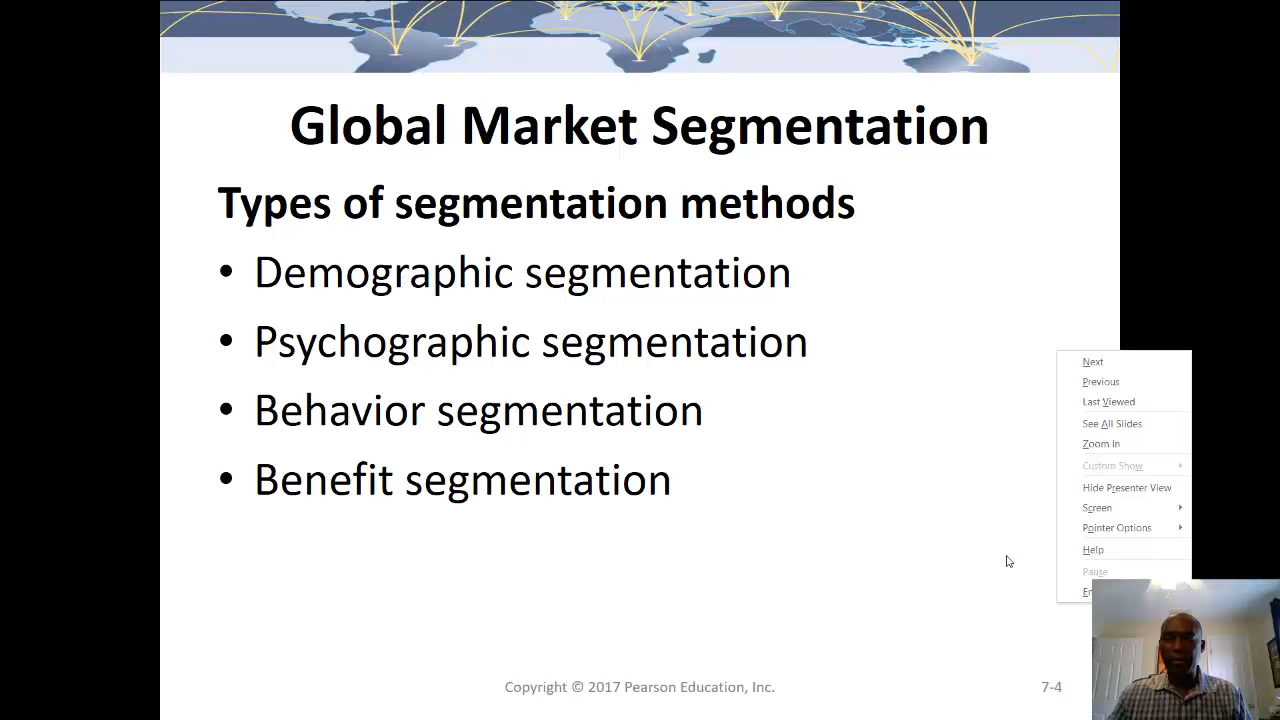 Global Market Segmentation
Types of segmentation methods
• Demographic segmentation
• Psychographic segmentation
• Behavior segmentation
• Benefit segmentation
Next
Previous
Last Viewed
See All Slides
Zoom In
Custom Show
Hide Presenter View
Screen
Pointer Options
Help
Pause
Copyright © 2017 Pearson Education, Inc.
7-4